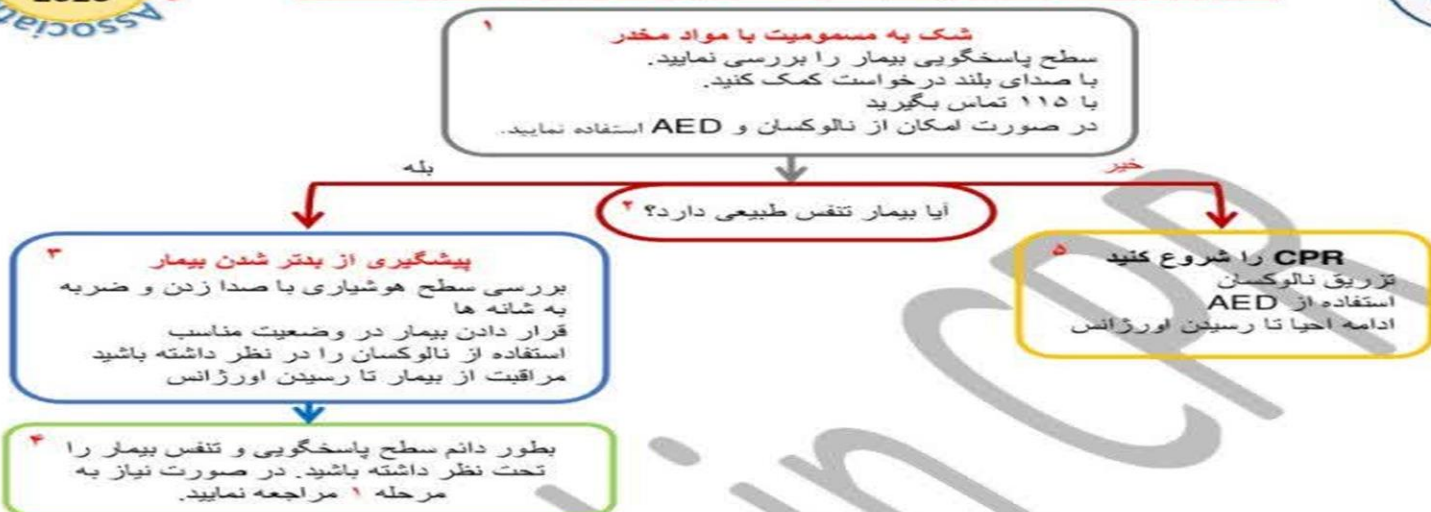 Associat
۱
شک به مسمومیت با مواد مخدر
سطح پاسخگویی بیمار را بررسی نمایید.
با صدای بلند درخواست کمک کنید.
با ۱۱۵ تماس بگیرید
در صورت امکان از نالوکسان و AED استفاده نمایید.
خیر
بله
آیا بیمار تنفس طبیعی دارد؟ ۲
۵
CPR را شروع کنید
تزریق نالوکسان
استفاده از AED
ادامه احیا تا رسیدن اورژانس
۳
پیشگیری از بدتر شدن بیمار
بررسی سطح هوشیاری با صدا زدن و ضربه
به شانه ها
قرار دادن بیمار در وضعیت مناسب
استفاده از نالوکسان را در نظر داشته باشید
مراقبت از بیمار تا رسیدن اورژانس
۴
بطور دائم سطح پاسخگویی و تنفس بیمار را
تحت نظر داشته باشید. در صورت نیاز به
مرحله ۱ مراجعه نمایید.
in CPR